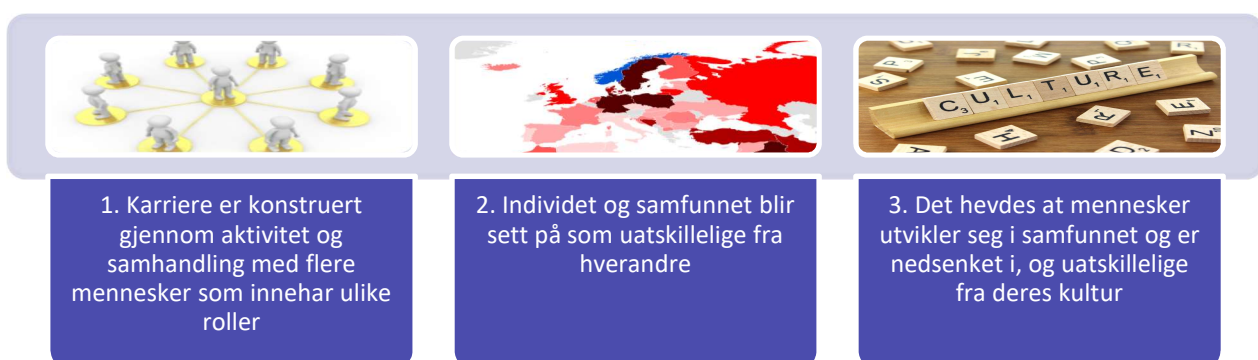 CULTURE
1. Karriere er konstruert
gjennom aktivitet og
samhandling med flere
mennesker som innehar ulike
roller
2. Individet og samfunnet blir
sett på som uatskillelige fra
hverandre
3. Det hevdes at mennesker
utvikler seg i samfunnet og er
nedsenket i, og uatskillelige
fra deres kultur